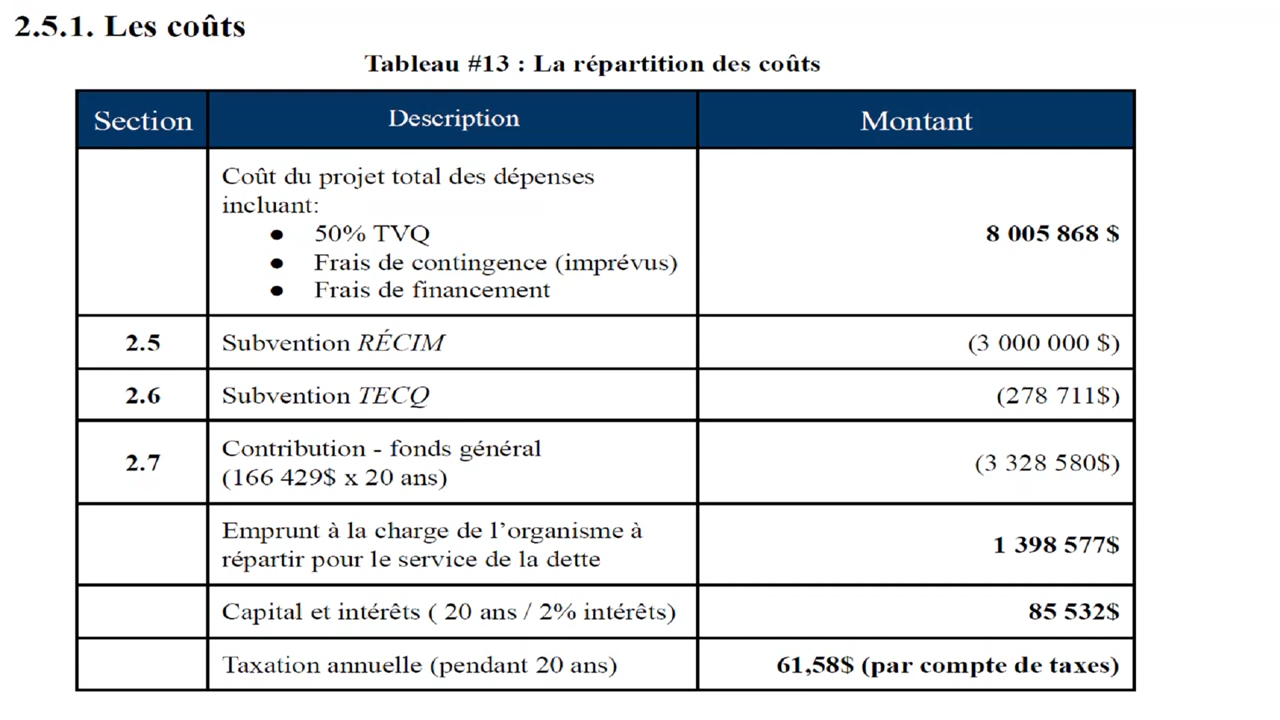 2.5.1. Les coûts
Tableau #13 : La répartition des coûts
Section Description Montant
Coût du projet total des dépenses
incluant:
● 50% TVQ
● Frais de contingence (imprévus)
● Frais de financement
8 005 868 $
2.5 Subvention RÉCIM (3 000 000 $)
2.6 Subvention TECQ (278 711$)
2.7 Contribution - fonds général
(166 429$ x 20 ans)
(3 328 580$)
Emprunt à la charge de l'organisme à
répartir pour le service de la dette
1 398 577$
Capital et intérêts ( 20 ans / 2% intérêts) 85 532$
Taxation annuelle (pendant 20 ans) 61,58$ (par compte de taxes)